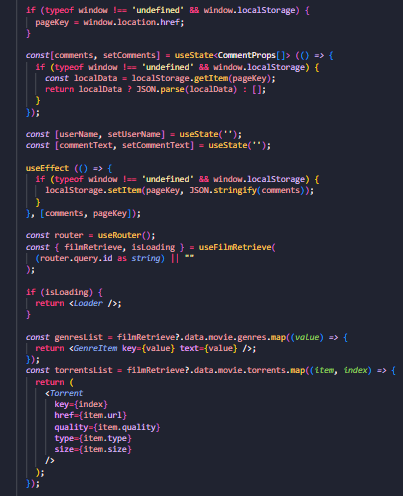 if (typeof window !== 'undefined' && window.localStorage) {
pageKey = window.location.href;
}
const[comments, setComments] = useState<CommentProps[]> (() => {
if (typeof window !== 'undefined' && window.localStorage) {
const localData = localStorage.getItem(pageKey);
return localData ? JSON.parse(localData) : [];
}
});
const [userName, setUserName] = useState('');
const [commentText, setCommentText] = useState('');
useEffect (() => {
if (typeof window !== 'undefined' && window.localStorage) {
localStorage.setItem(pageKey, JSON.stringify(comments));
}
}, [comments, pageKey]);
const router = useRouter();
const { filmRetrieve, isLoading } = useFilmRetrieve(
(router.query.id as string) || ""
);
if (isLoading) {
return <Loader />;
}
const genresList = filmRetrieve?.data.movie.genres.map((value) => {
return <GenreItem key={value} text={value} />;
});
const torrentsList = filmRetrieve?.data.movie.torrents.map((item, index) => {
return (
<Torrent
key={index}
href={item.url}
quality={item.quality}
type={item.type}
size={item.size}
/>
);
});